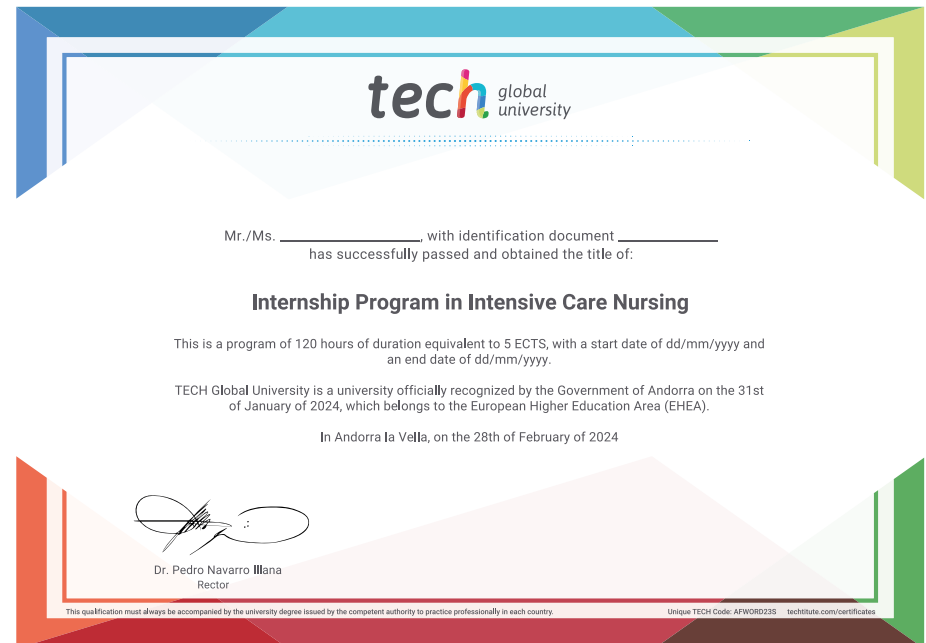 tech global university
Mr./Ms. ________________, with identification document ___________
has successfully passed and obtained the title of:
Internship Program in Intensive Care Nursing
This is a program of 120 hours of duration equivalent to 5 ECTS, with a start date of dd/mm/yyyy and
an end date of dd/mm/yyyy.
TECH Global University is a university officially recognized by the Government of Andorra on the 31st
of January of 2024, which belongs to the European Higher Education Area (EHEA).
In Andorra la Vella, on the 28th of February of 2024
Dr. Pedro Navarro Illana
Rector
This qualification must always be accompanied by the university degree issued by the competent authority to practice professionally in each country.
Unique TECH Code: AFWORD23S techtitute.com/certificates